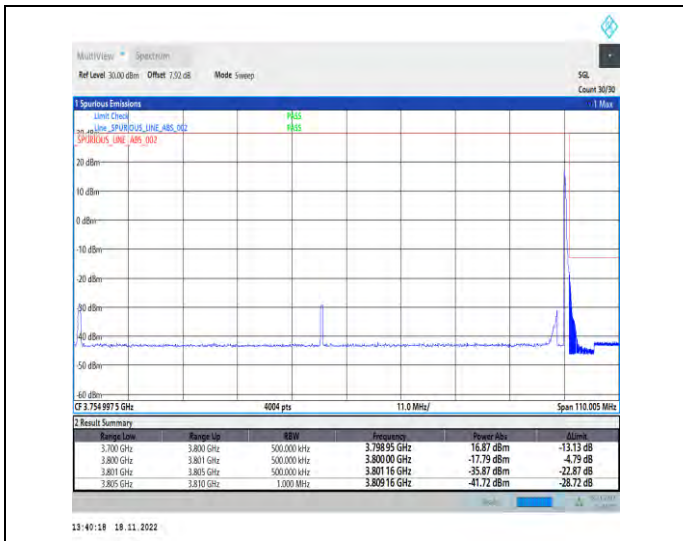 MultiView Spectrum
Ref Level 30.00 dBm Offset 7.92 dB Mode Sweep SGL
Count 30/30
1 Spurious Emissions 1 Max
Limit Check PASS
Line _SPURIOUS_LINE_ABS_002 PASS
_SPURIOUS_LINE_ABS_002
20 dBm
10 dBm
0 dBm
-10 dBm
-20 dBm
-30 dBm
-40 dBm
-50 dBm
-60 dBm
CF 3.754 997 5 GHz 4004 pts 11.0 MHz/ Span 110.005 MHz
2 Result Summary
Range Low Range Up RBW Frequency Power Abs ΔLimit
3.700 GHz 3.800 GHz 500.000 kHz 3.798 95 GHz 16.87 dBm -13.13 dB
3.800 GHz 3.801 GHz 500.000 kHz 3.800 00 GHz -17.79 dBm -4.79 dB
3.801 GHz 3.805 GHz 500.000 kHz 3.801 16 GHz -35.87 dBm -22.87 dB
3.805 GHz 3.810 GHz 1.000 MHz 3.809 16 GHz -41.72 dBm -28.72 dB
13:40:18 18.11.2022